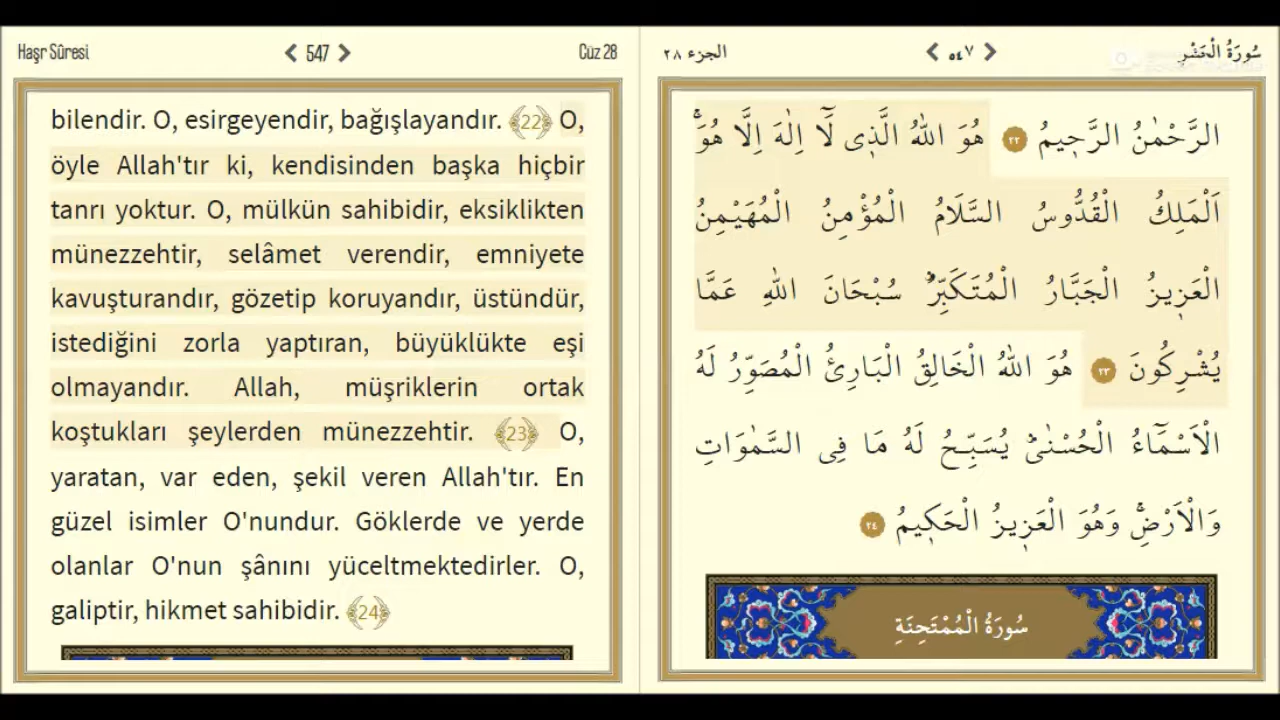 Haşr Sûresi
547
Cüz 28
bilendir. O, esirgeyendir, bağışlayandır. ﴾22﴿ O,
öyle Allah'tır ki, kendisinden başka hiçbir
tanrı yoktur. O, mülkün sahibidir, eksiklikten
münezzehtir, selâmet verendir, emniyete
kavuşturandır, gözetip koruyandır, üstündür,
istediğini zorla yaptıran, büyüklükte eşi
olmayandır. Allah, müşriklerin ortak
koştukları şeylerden münezzehtir. ﴾23﴿ O,
yaratan, var eden, şekil veren Allah'tır. En
güzel isimler O'nundur. Göklerde ve yerde
olanlar O'nun şânını yüceltmektedirler. O,
galiptir, hikmet sahibidir. ﴾24﴿
سُورَةُ الْحَشْرِ
٥٤٧
الجزء ٢٨
الرَّحْمٰنُ الرَّح۪يمُ ٢٢ هُوَ اللّٰهُ الَّذ۪ى لَٓا اِلٰهَ اِلَّا هُوَۚ
اَلْمَلِكُ الْقُدُّوسُ السَّلَامُ الْمُؤْمِنُ الْمُهَيْمِنُ
الْعَز۪يزُ الْجَبَّارُ الْمُتَكَبِّرُۜ سُبْحَانَ اللّٰهِ عَمَّا
يُشْرِكُونَ ٢٣ هُوَ اللّٰهُ الْخَالِقُ الْبَارِئُ الْمُصَوِّرُ لَهُ
الْاَسْمَٓاءُ الْحُسْنٰىۜ يُسَبِّحُ لَهُ مَا فِى السَّمٰوَاتِ
وَالْاَرْضِۚ وَهُوَ الْعَز۪يزُ الْحَك۪يمُ ٢٤
سُورَةُ الْمُمْتَحِنَةِ